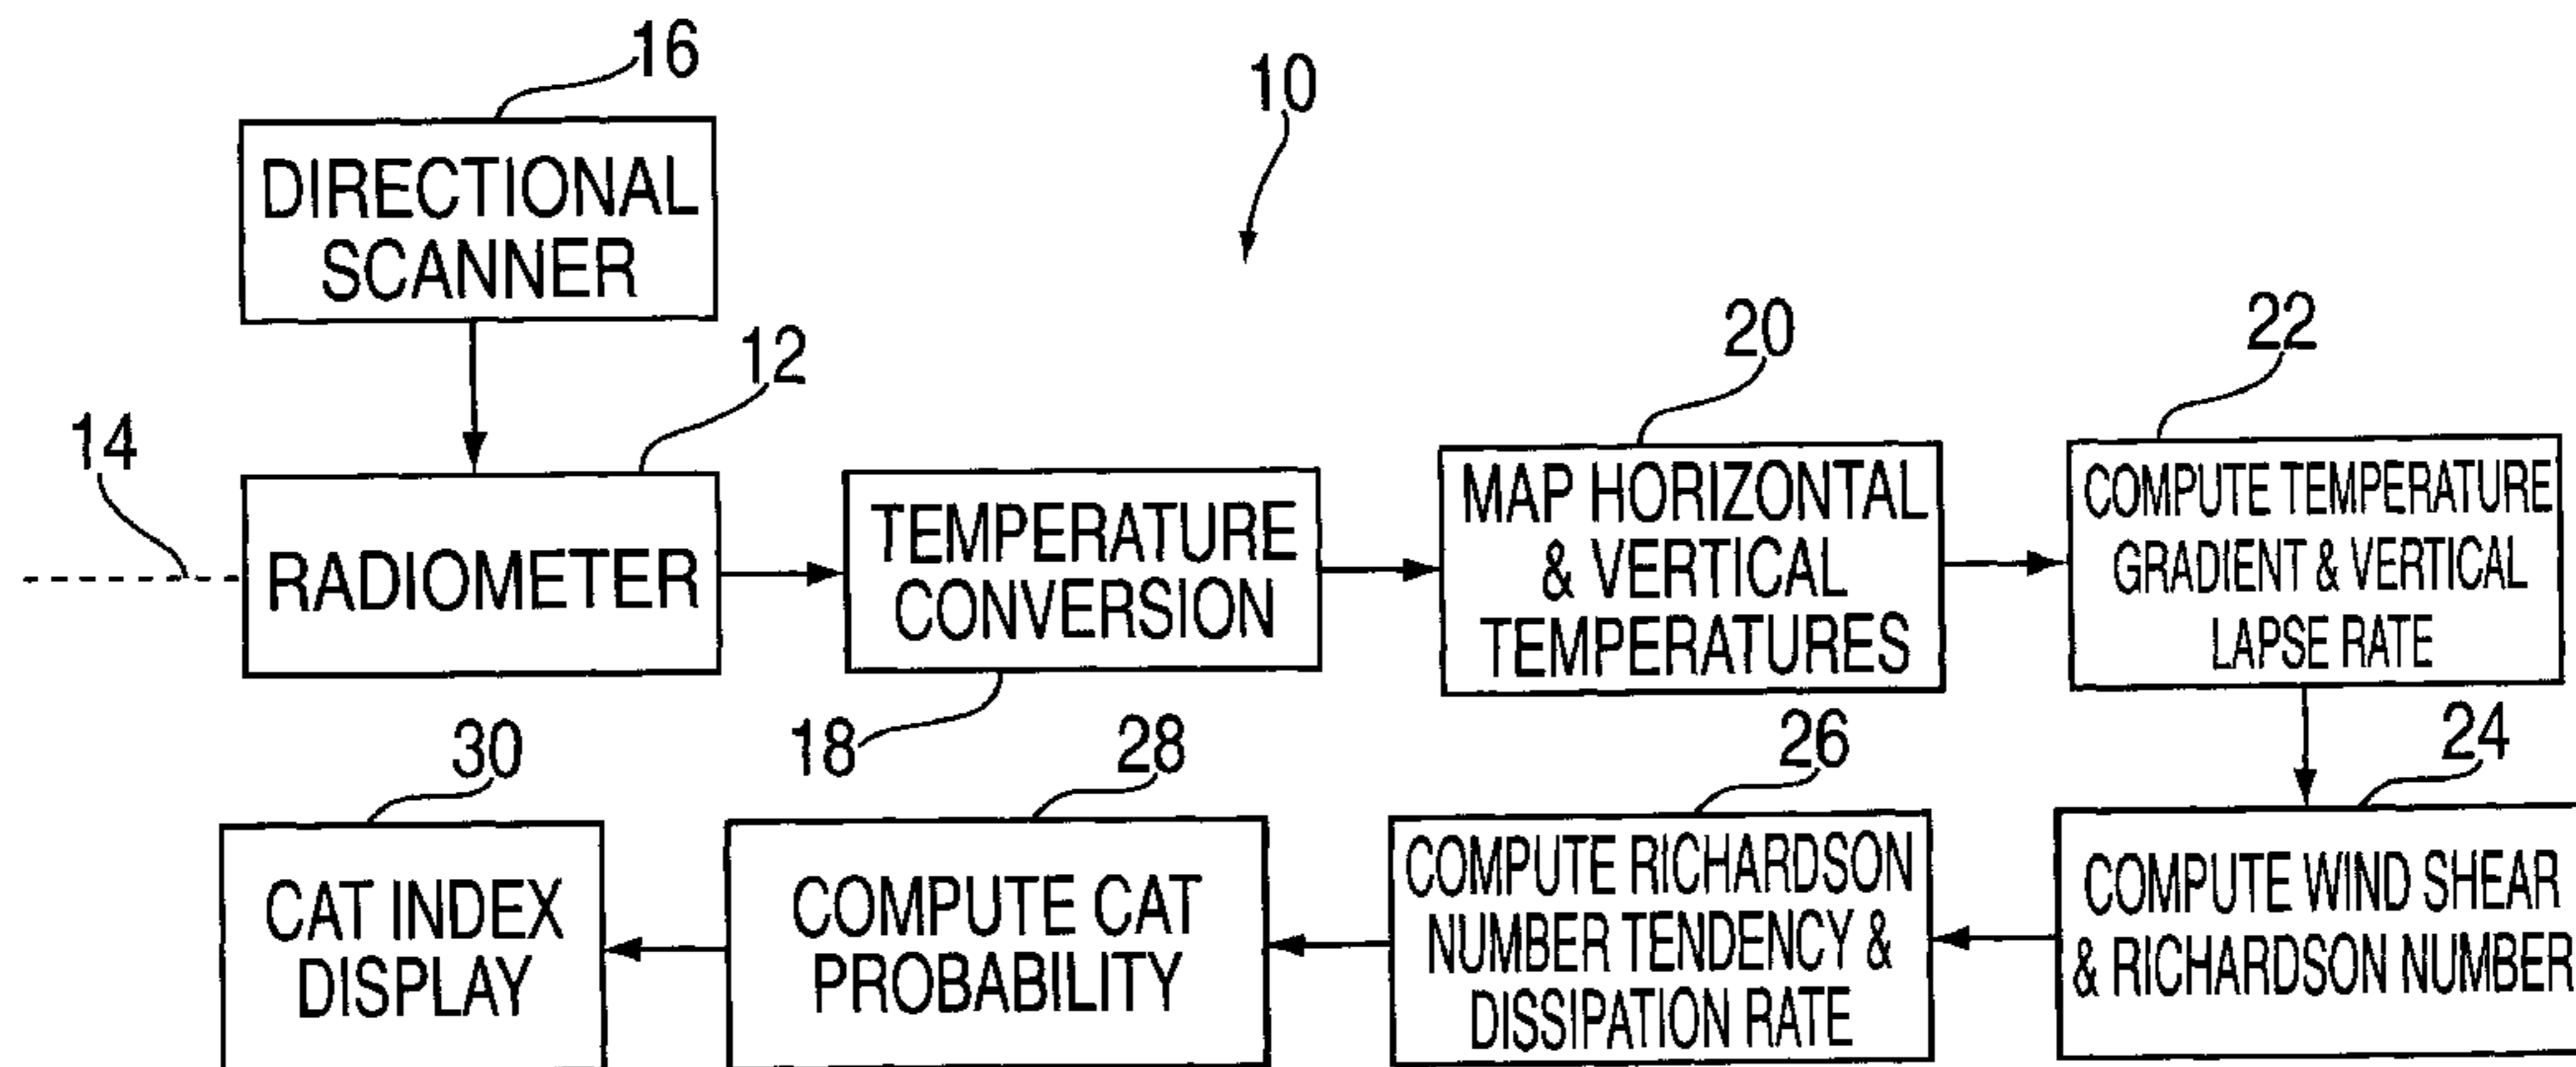 16
10
DIRECTIONAL
SCANNER
12
20
22
14
RADIOMETER
TEMPERATURE
CONVERSION
MAP HORIZONTAL
& VERTICAL
TEMPERATURES
COMPUTE TEMPERATURE
GRADIENT & VERTICAL
LAPSE RATE
30
18
28
26
24
CAT INDEX
DISPLAY
COMPUTE CAT
PROBABILITY
COMPUTE RICHARDSON
NUMBER TENDENCY &
DISSIPATION RATE
COMPUTE WIND SHEAR
& RICHARDSON NUMBER